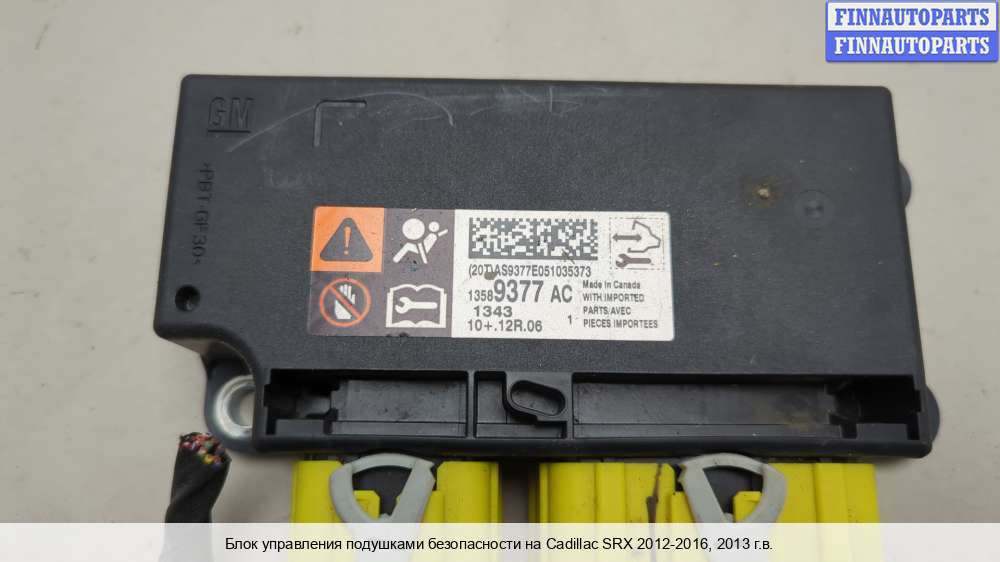 FINNAUTOPARTS
FINNAUTOPARTS
GM
>PBT-GF30<
(20T)AS9377E051035373
13589377 AC
1343
10+.12R.06 1
Made in Canada
WITH IMPORTED
PARTS/AVEC
PIECES IMPORTEES
Блок управления подушками безопасности на Cadillac SRX 2012-2016, 2013 г.в.